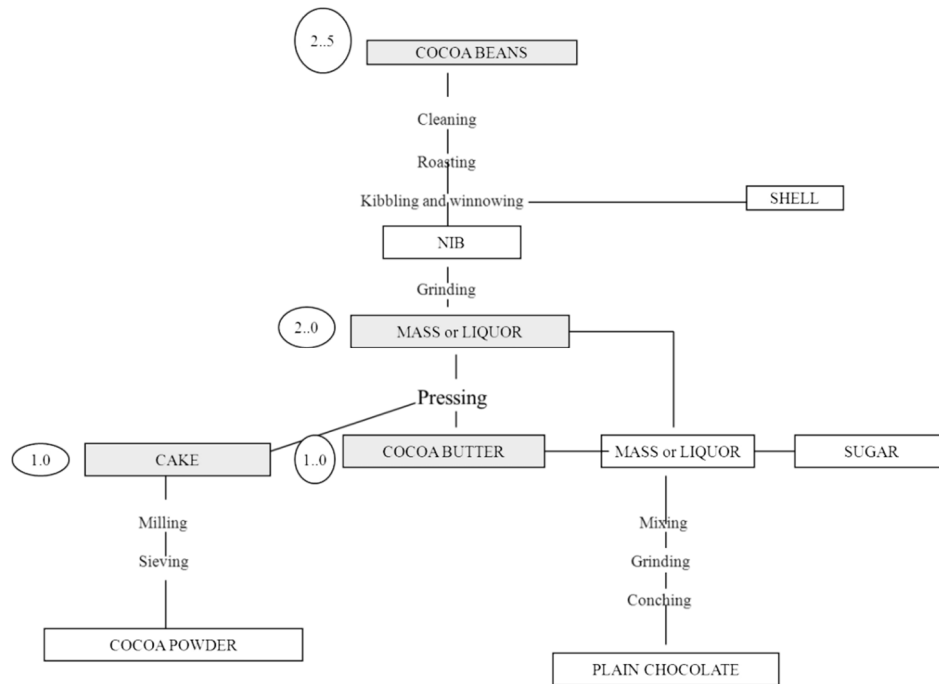 2..5
COCOA BEANS
Cleaning
Roasting
Kibbling and winnowing
SHELL
NIB
Grinding
2..0
MASS or LIQUOR
Pressing
1.0
CAKE
1..0
COCOA BUTTER
MASS or LIQUOR
SUGAR
Milling
Mixing
Sieving
Grinding
Conching
COCOA POWDER
PLAIN CHOCOLATE